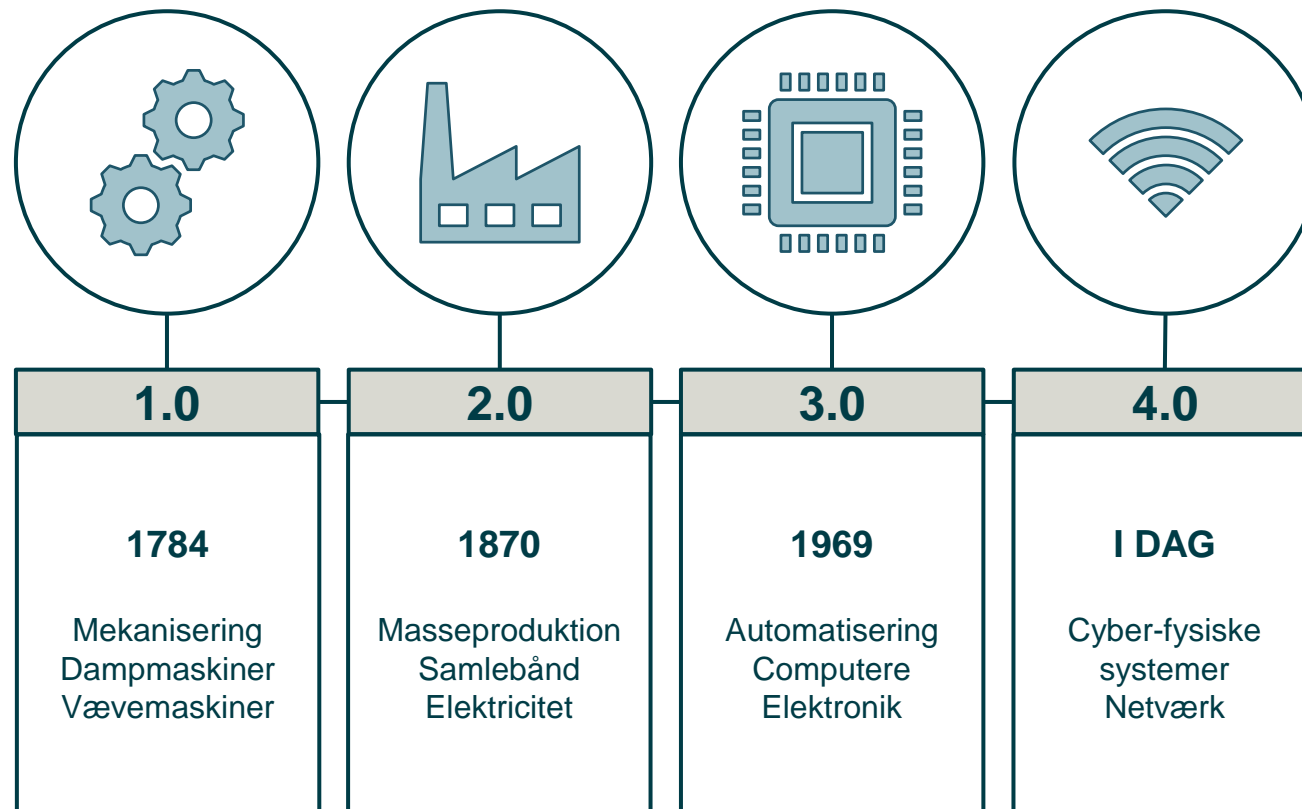 1.0
1784
Mekanisering
Dampmaskiner
Vævemaskiner
2.0
1870
Masseproduktion
Samlebånd
Elektricitet
3.0
1969
Automatisering
Computere
Elektronik
4.0
I DAG
Cyber-fysiske
systemer
Netværk